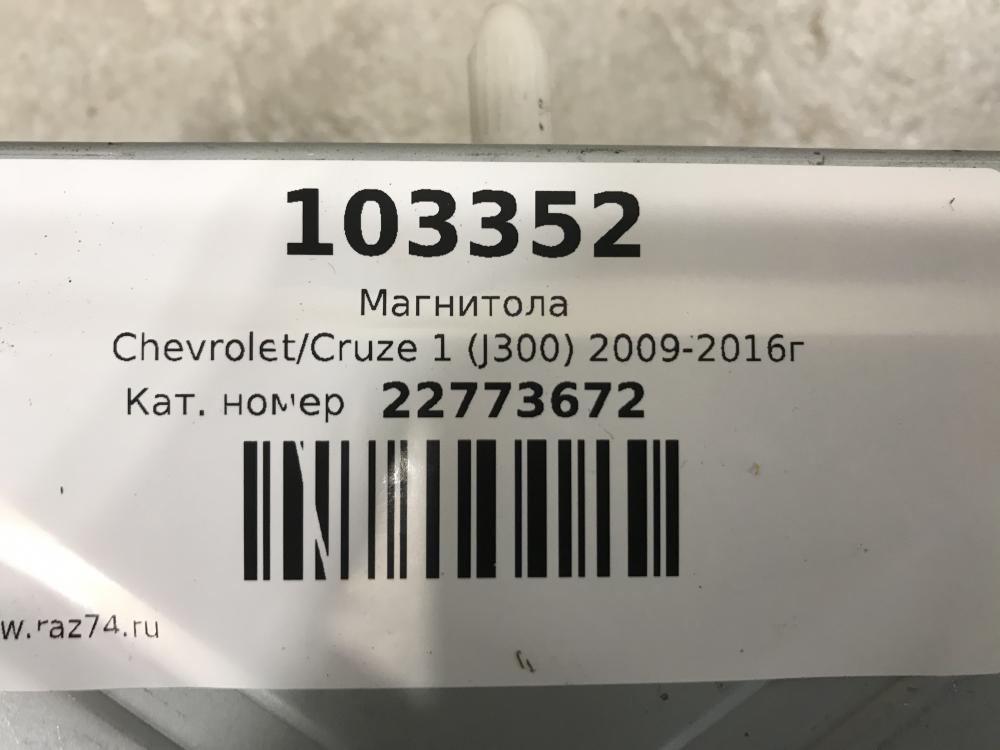 103352
Магнитола
Chevrolet/Cruze 1 (J300) 2009-2016г
Кат. номер 22773672
w.raz74.ru